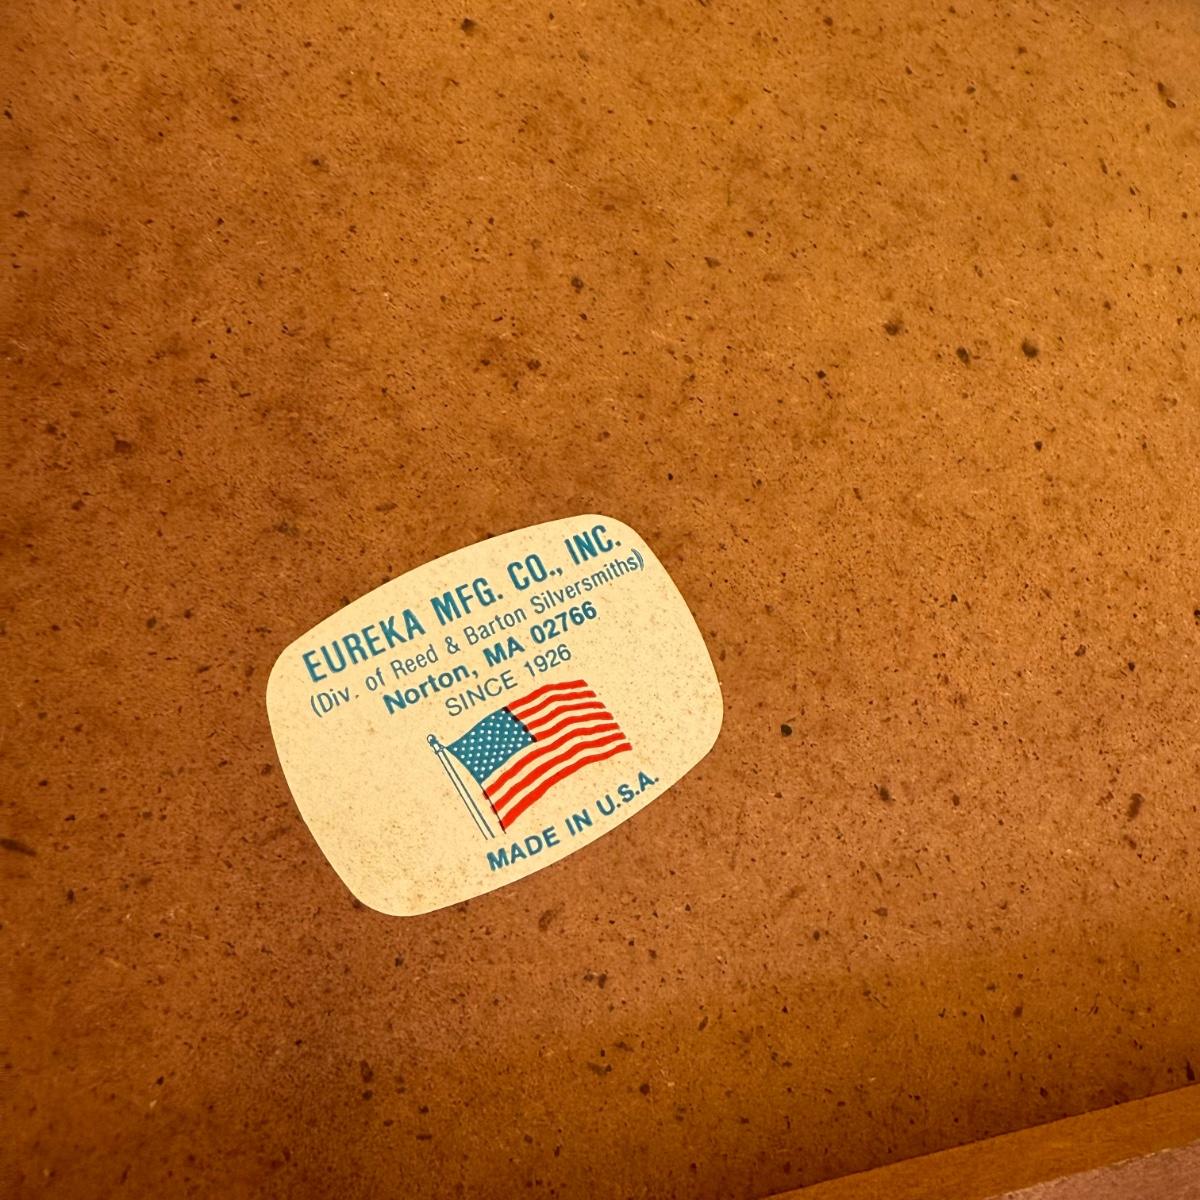 EUREKA MFG. CO., INC.
(Div. of Reed & Barton Silversmiths)
Norton, MA 02766
SINCE 1926
MADE IN U.S.A.